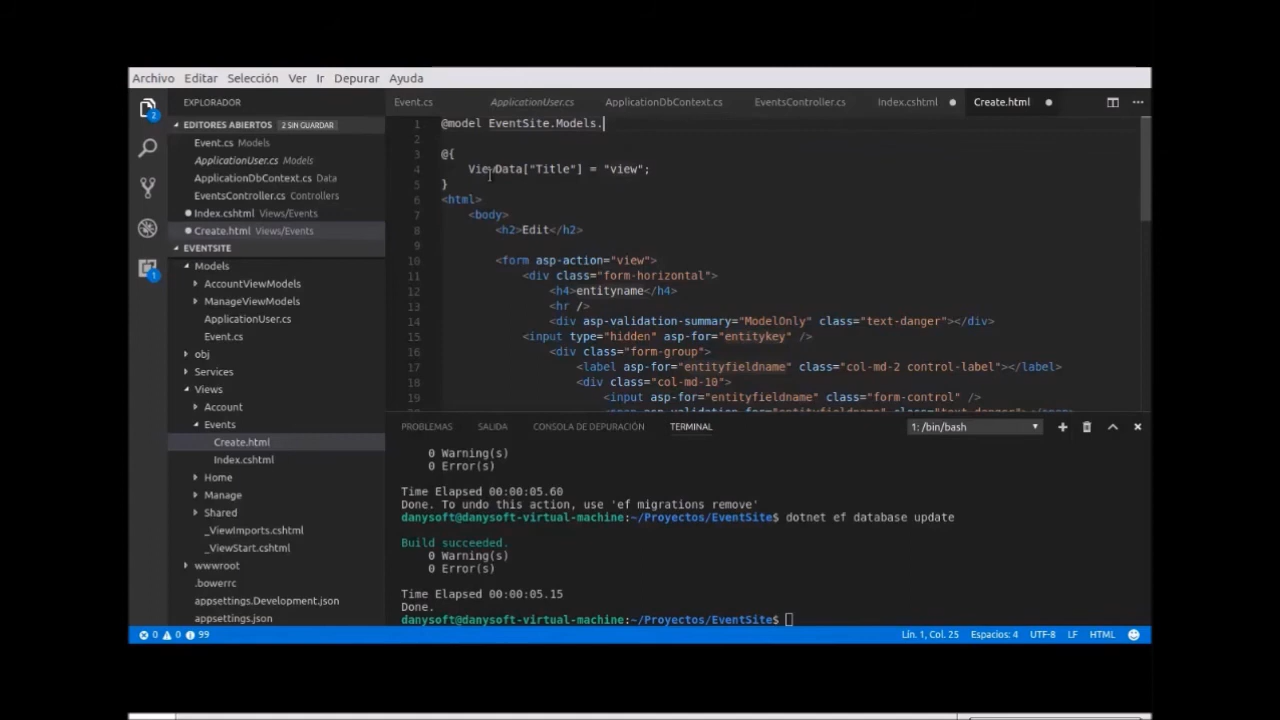 Archivo Editar Selección Ver Ir Depurar Ayuda
2
EXPLORADOR
EDITORES ABIERTOS 2 SIN GUARDAR
Event.cs Models
ApplicationUser.cs Models
ApplicationDbContext.cs Data
EventsController.cs Controllers
Index.cshtml Views/Events
Create.html Views/Events
EVENTSITE
Models
AccountViewModels
ManageViewModels
ApplicationUser.cs
Event.cs
obj
Services
Views
Account
Events
Create.html
Index.cshtml
Home
Manage
Shared
_ViewImports.cshtml
_ViewStart.cshtml
wwwroot
.bowerrc
appsettings.Development.json
appsettings.json
1
Event.cs ApplicationUser.cs ApplicationDbContext.cs EventsController.cs Index.cshtml Create.html
1 @model EventSite.Models.
2
3 @{
4 ViewData["Title"] = "view";
5 }
6 <html>
7 <body>
8 <h2>Edit</h2>
9
10 <form asp-action="view">
11 <div class="form-horizontal">
12 <h4>entityname</h4>
13 <hr />
14 <div asp-validation-summary="ModelOnly" class="text-danger"></div>
15 <input type="hidden" asp-for="entitykey" />
16 <div class="form-group">
17 <label asp-for="entityfieldname" class="col-md-2 control-label"></label>
18 <div class="col-md-10">
19 <input asp-for="entityfieldname" class="form-control" />
PROBLEMAS SALIDA CONSOLA DE DEPURACIÓN TERMINAL 1: /bin/bash
0 Warning(s)
0 Error(s)
Time Elapsed 00:00:05.60
Done. To undo this action, use 'ef migrations remove'
danysoft@danysoft-virtual-machine:~/Proyectos/EventSite$ dotnet ef database update
Build succeeded.
0 Warning(s)
0 Error(s)
Time Elapsed 00:00:05.15
Done.
danysoft@danysoft-virtual-machine:~/Proyectos/EventSite$
0 0 99 Lín. 1, Col. 25 Espacios: 4 UTF-8 LF HTML